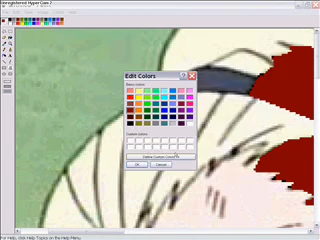 Unregistered HyperCam 2
Edit Colors
Basic colors:
Custom colors:
Define Custom Colors >>
OK
Cancel
For Help, click Help Topics on the Help Menu.